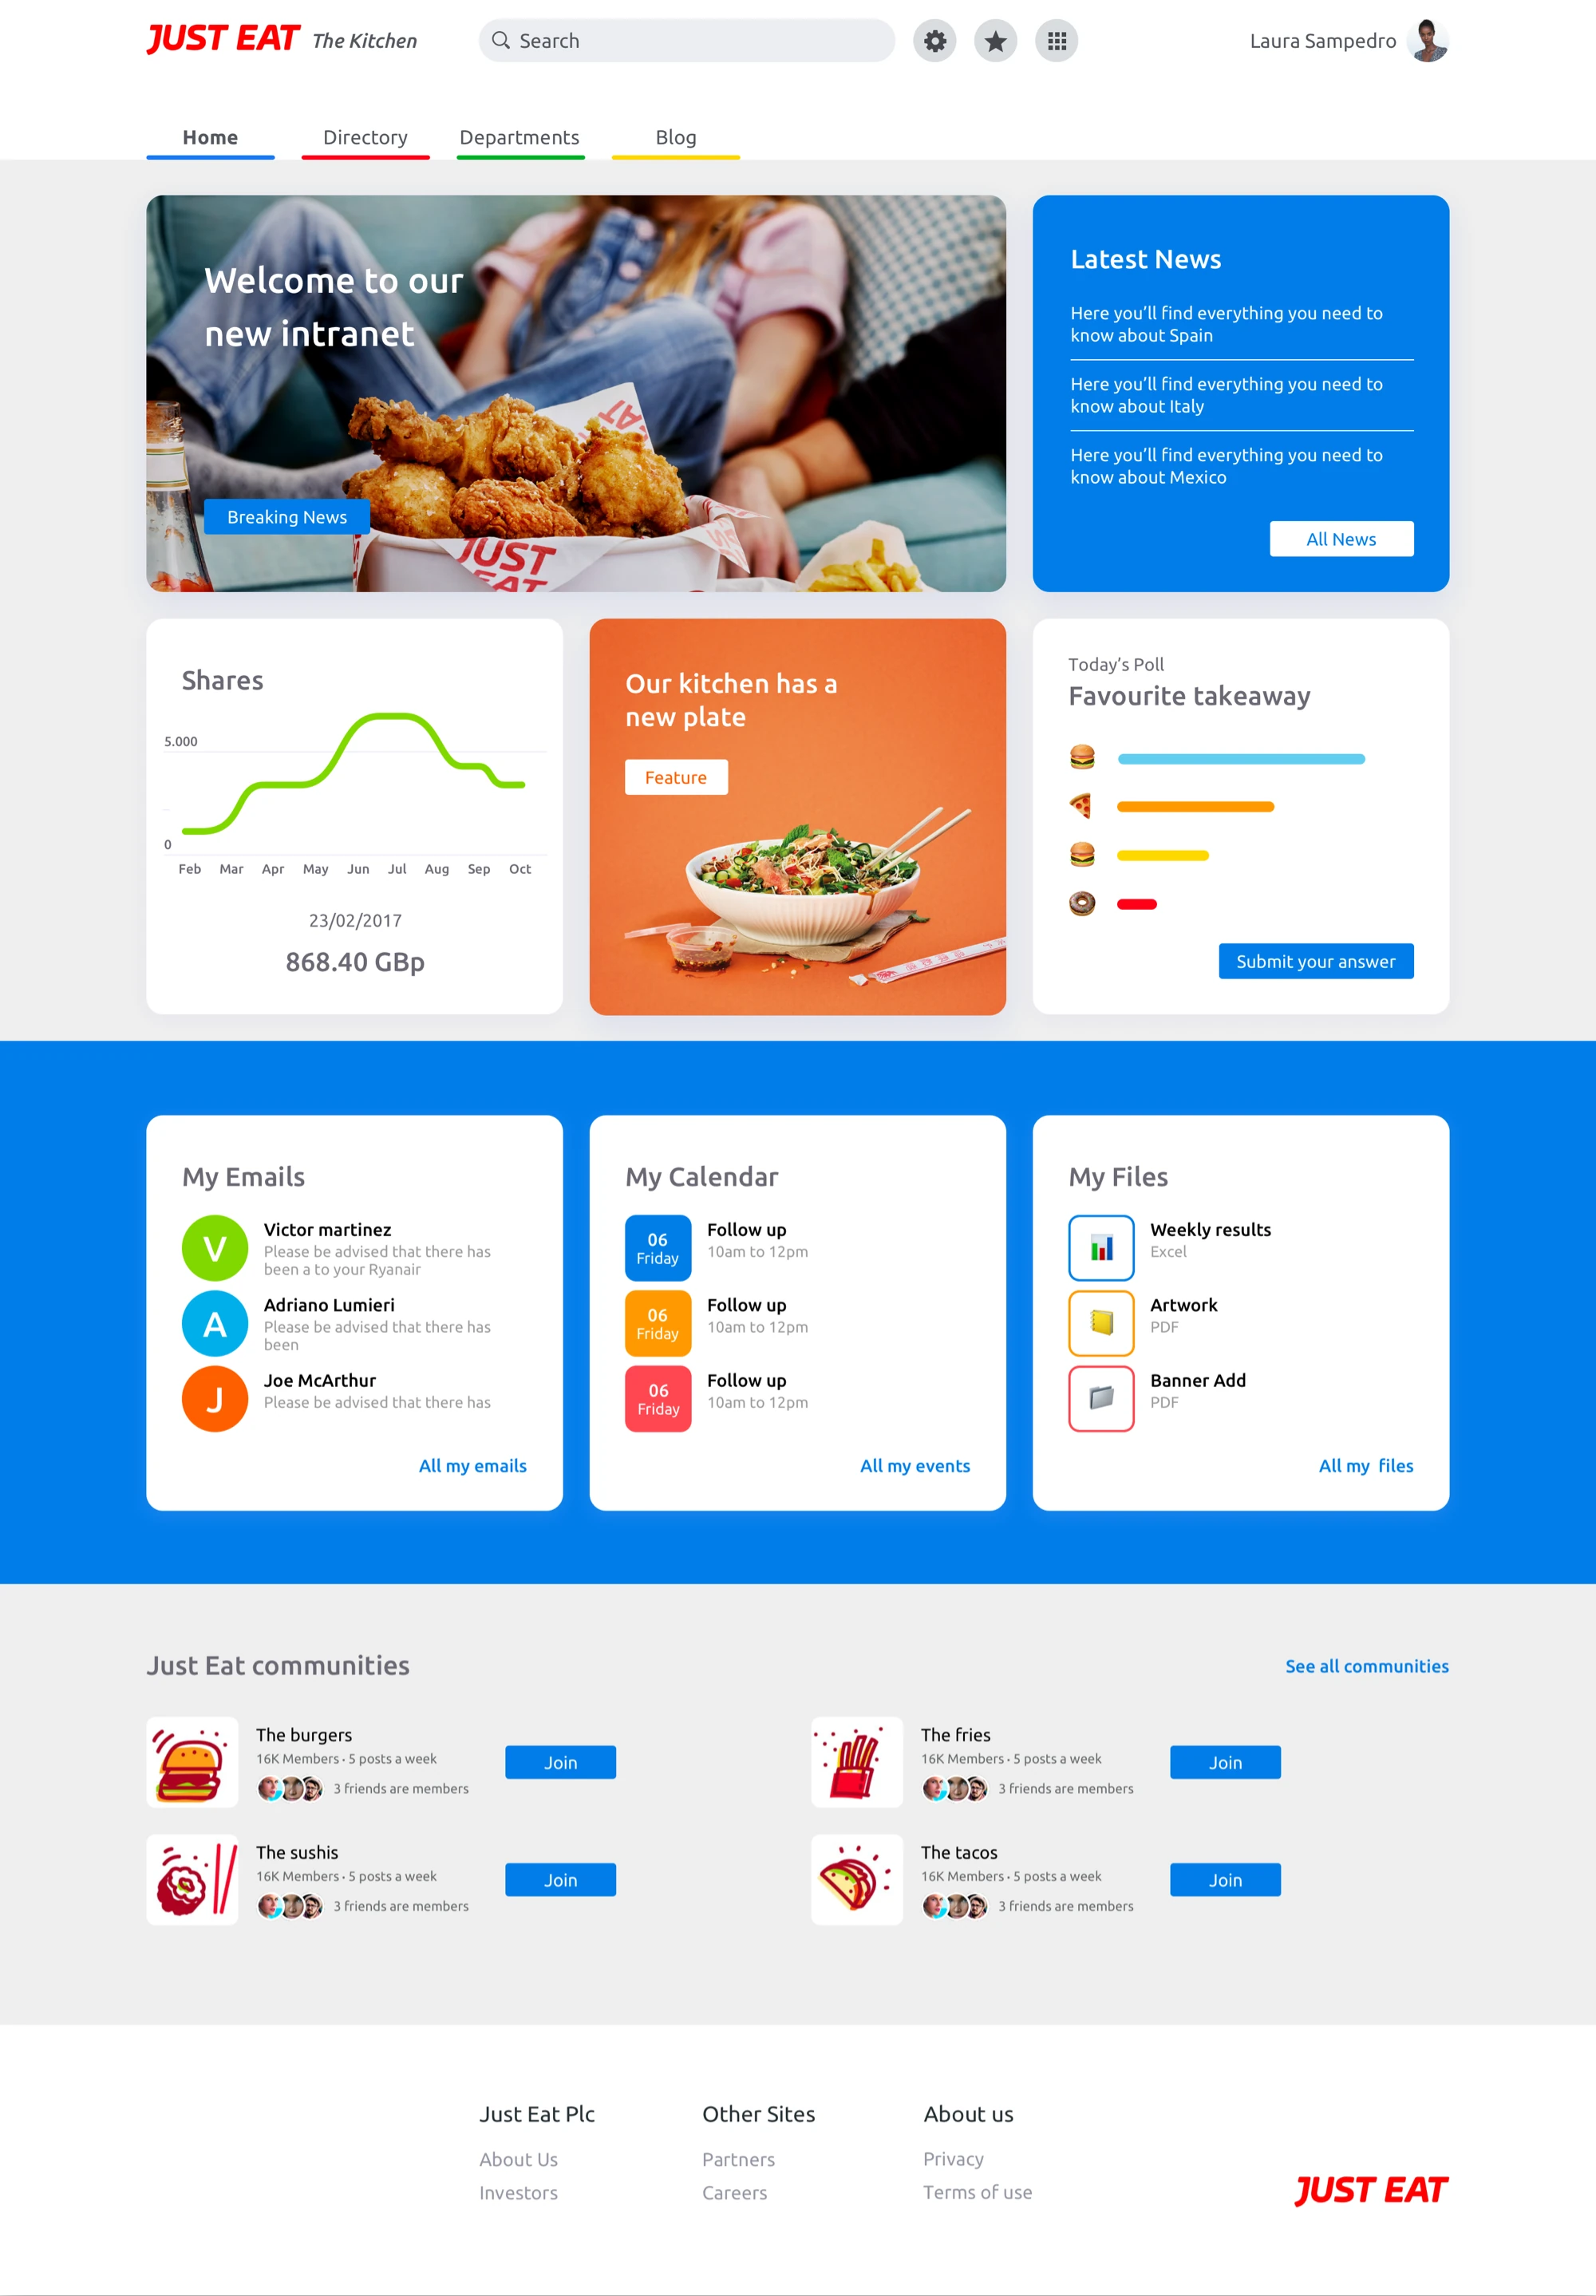 JUST EAT The Kitchen
Search
Laura Sampedro
Home Directory Departments Blog
Welcome to our
new intranet
Breaking News
JUST
EAT
Latest News
Here you’ll find everything you need to
know about Spain
Here you’ll find everything you need to
know about Italy
Here you’ll find everything you need to
know about Mexico
All News
Shares
5.000
0
Feb Mar Apr May Jun Jul Aug Sep Oct
23/02/2017
868.40 GBp
Our kitchen has a
new plate
Feature
Today’s Poll
Favourite takeaway
Submit your answer
My Emails
V
Victor martinez
Please be advised that there has
been a to your Ryanair
A
Adriano Lumieri
Please be advised that there has
been
J
Joe McArthur
Please be advised that there has
All my emails
My Calendar
06
Friday
Follow up
10am to 12pm
06
Friday
Follow up
10am to 12pm
06
Friday
Follow up
10am to 12pm
All my events
My Files
Weekly results
Excel
Artwork
PDF
Banner Add
PDF
All my files
Just Eat communities
See all communities
The burgers
16K Members · 5 posts a week
3 friends are members
Join
The fries
16K Members · 5 posts a week
3 friends are members
Join
The sushis
16K Members · 5 posts a week
3 friends are members
Join
The tacos
16K Members · 5 posts a week
3 friends are members
Join
Just Eat Plc
About Us
Investors
Other Sites
Partners
Careers
About us
Privacy
Terms of use
JUST EAT